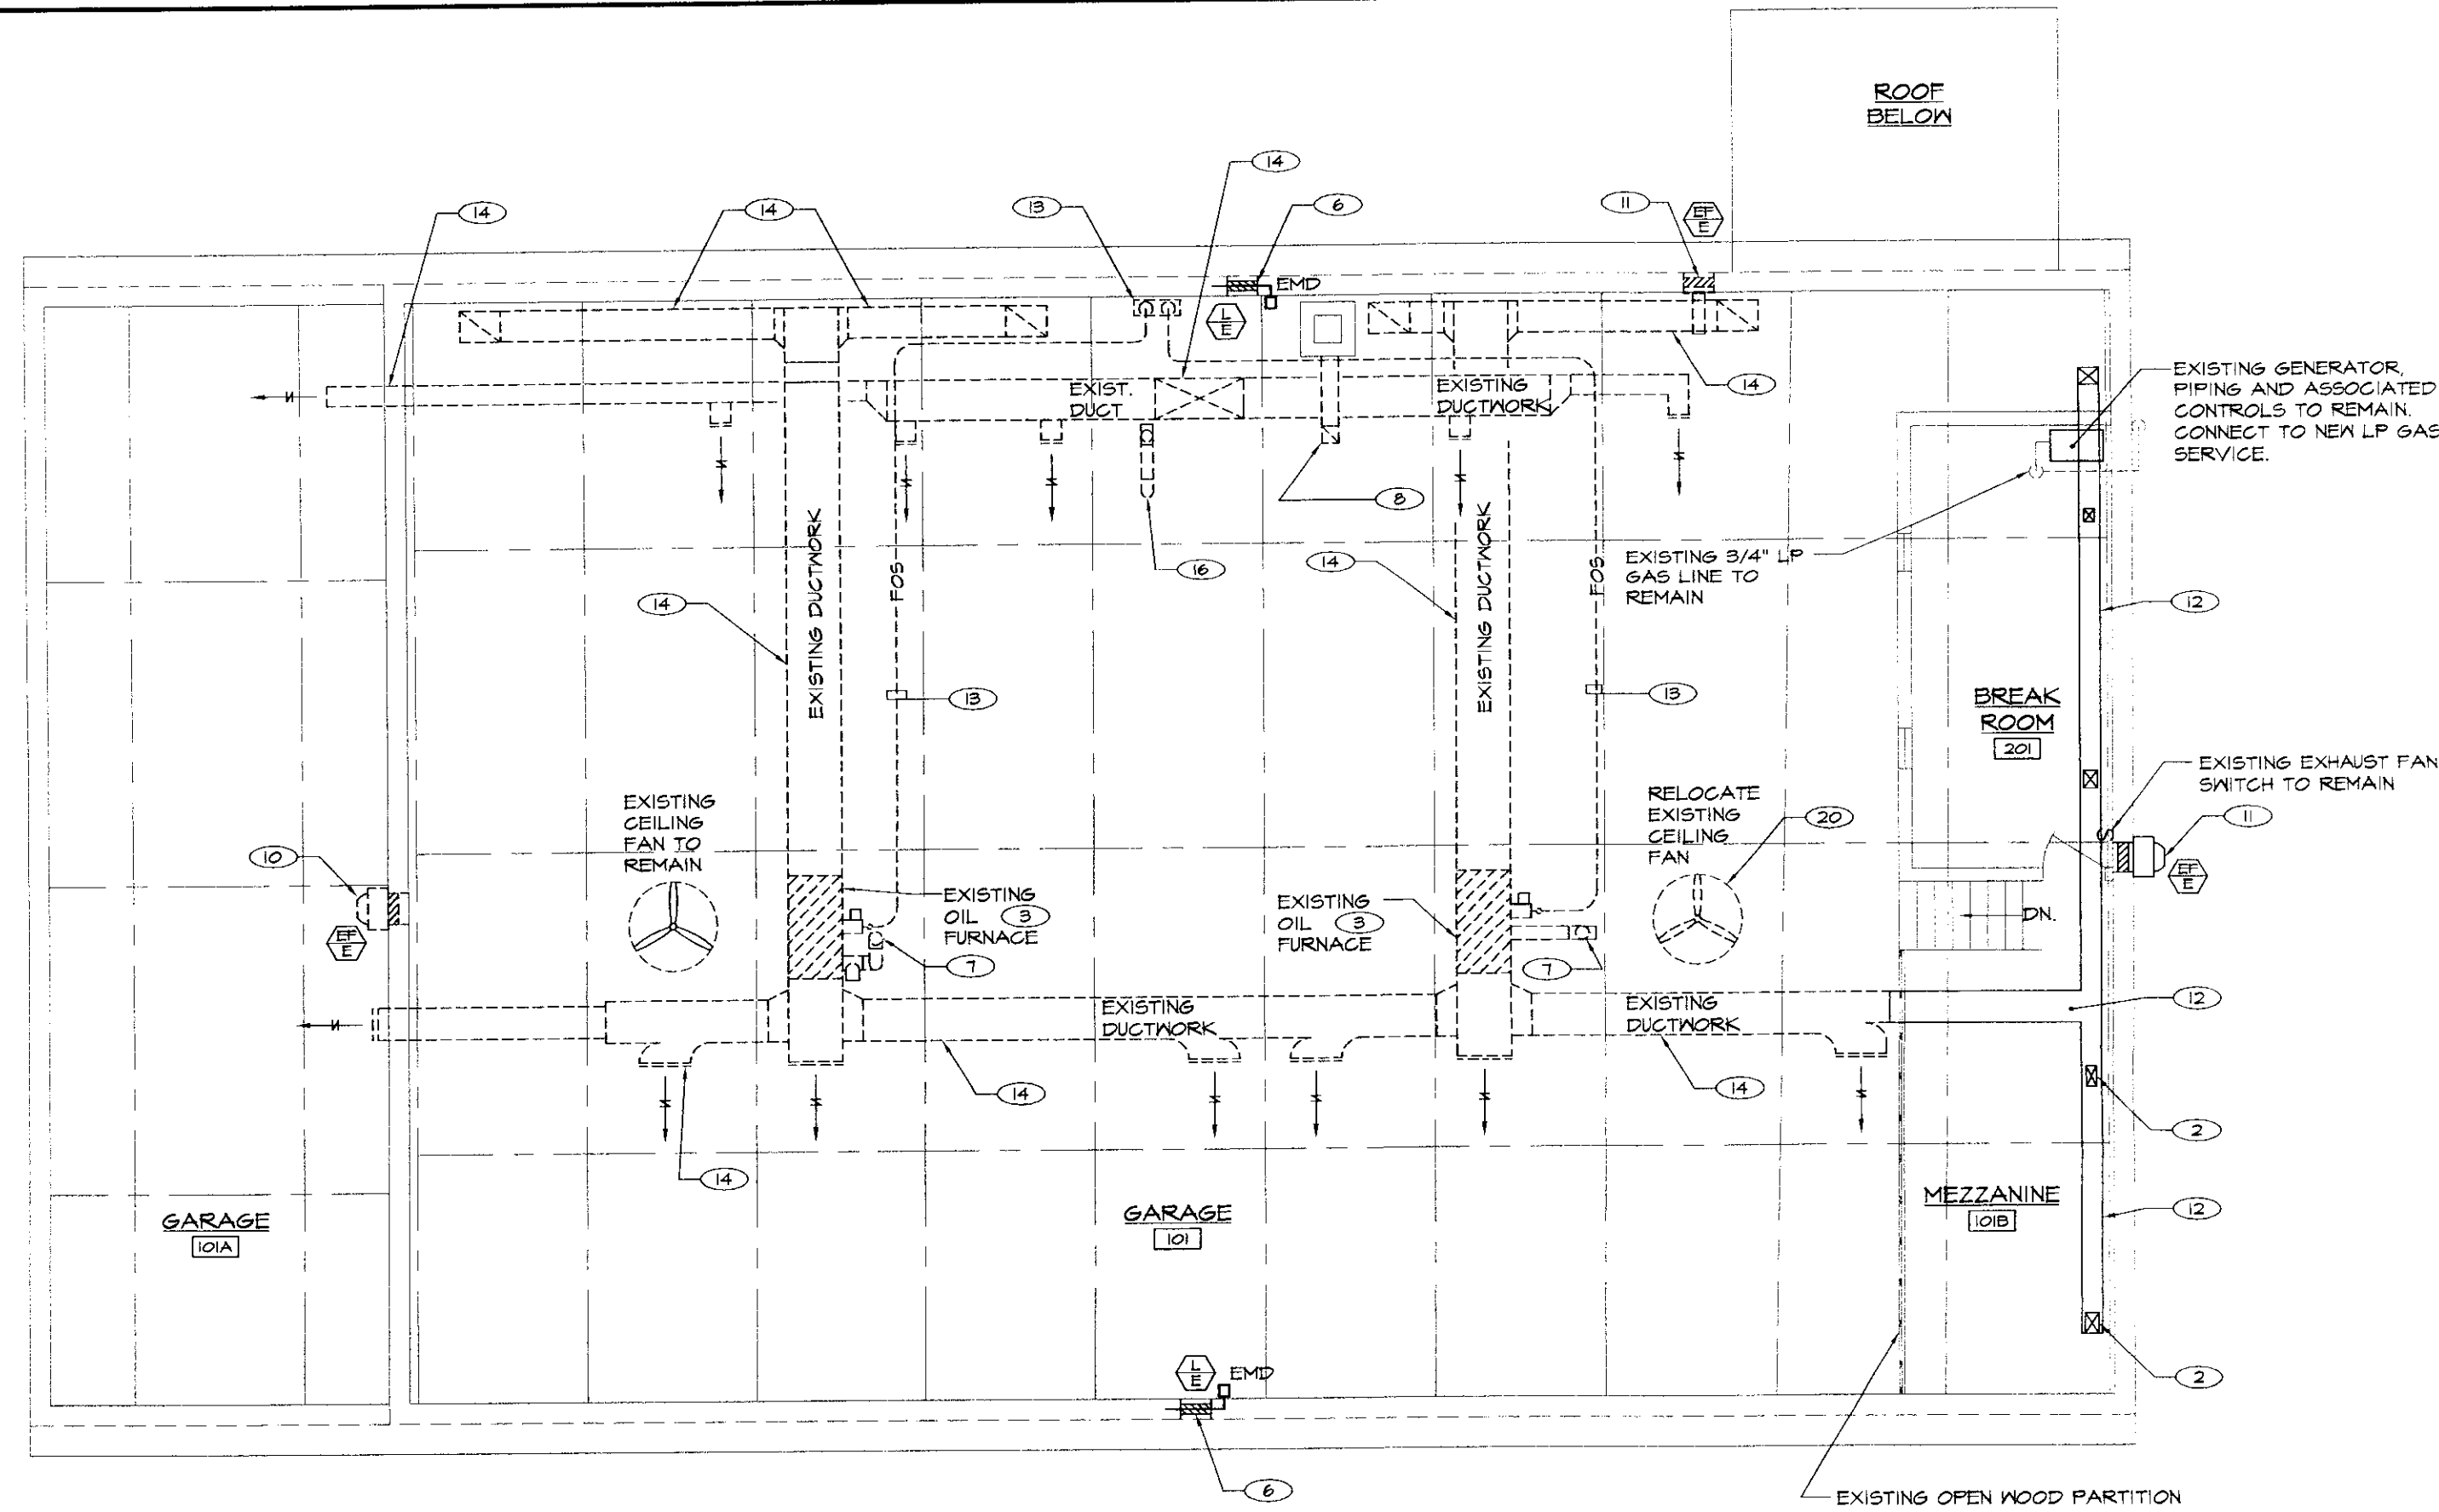 ROOF
BELOW
14
14
14
13
6
11
EF
E
EMD
L
E
14
EXIST.
DUCT
EXISTING
DUCTWORK
EXISTING GENERATOR,
PIPING AND ASSOCIATED
CONTROLS TO REMAIN.
CONNECT TO NEW LP GAS
SERVICE.
8
16
14
EXISTING 3/4" LP
GAS LINE TO
REMAIN
14
EXISTING DUCTWORK
FOS
EXISTING DUCTWORK
FOS
12
13
13
BREAK
ROOM
201
EXISTING EXHAUST FAN
SWITCH TO REMAIN
S
11
EF
E
EXISTING
CEILING
FAN TO
REMAIN
RELOCATE
EXISTING
CEILING
FAN
20
10
EF
E
EXISTING
OIL
FURNACE
3
7
EXISTING
OIL
FURNACE
3
7
DN.
EXISTING
DUCTWORK
EXISTING
DUCTWORK
12
14
14
2
14
GARAGE
101A
GARAGE
101
MEZZANINE
101B
12
L
E
EMD
2
6
EXISTING OPEN WOOD PARTITION